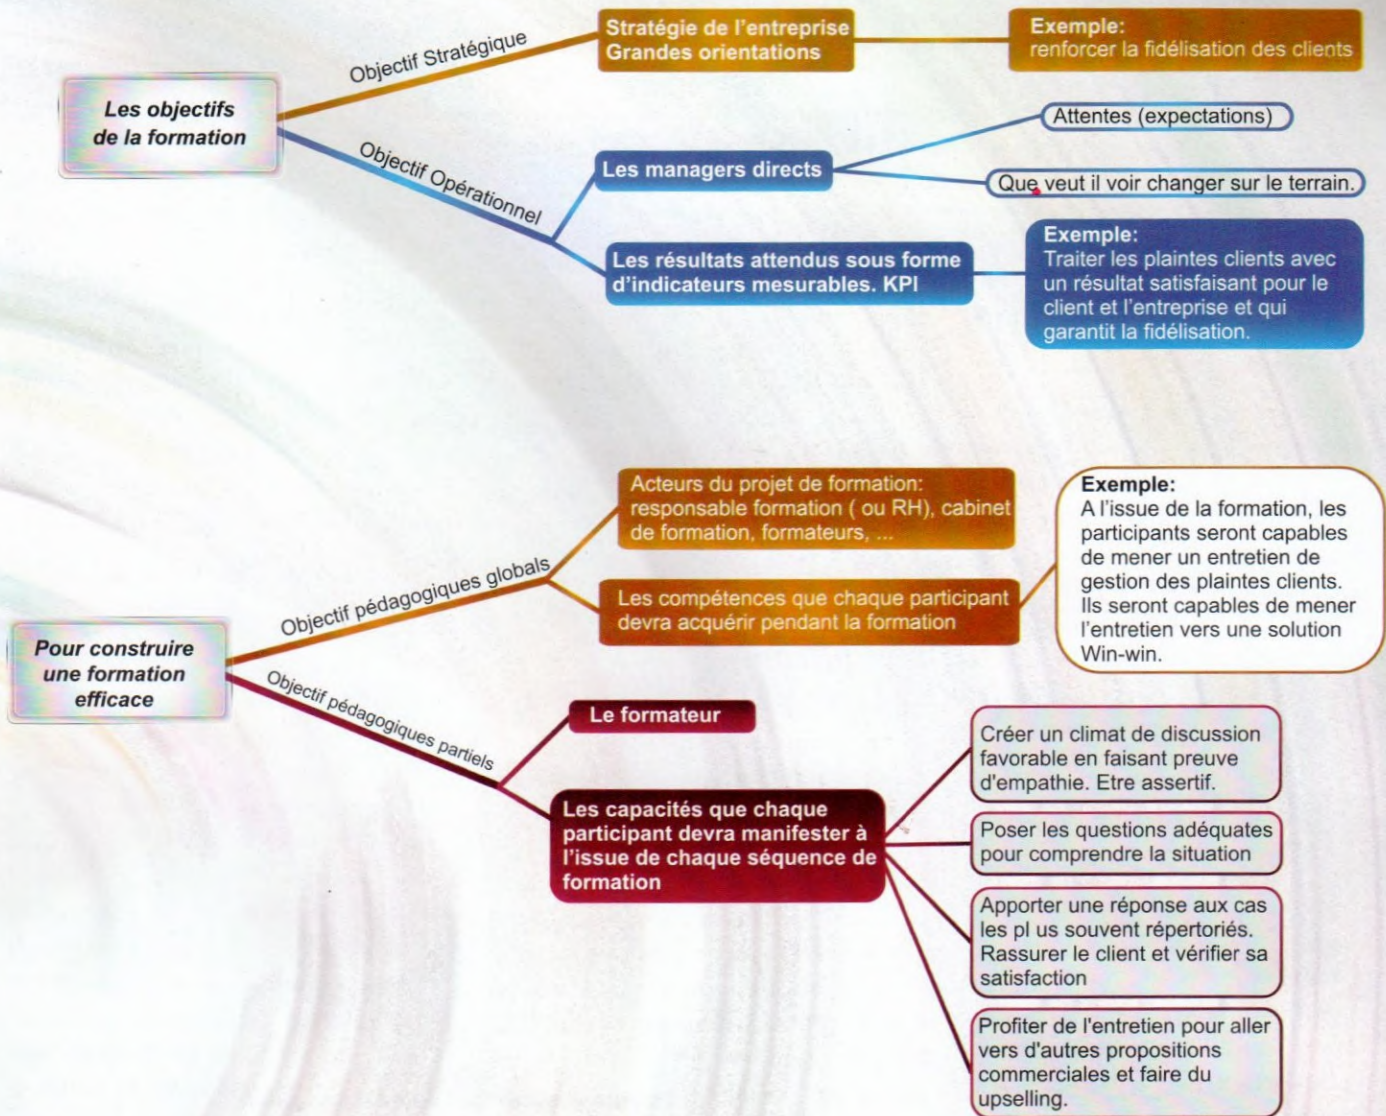 Les objectifs
de la formation
Objectif Stratégique
Stratégie de l'entreprise
Grandes orientations
Exemple:
renforcer la fidélisation des clients
Objectif Opérationnel
Les managers directs
Attentes (expectations)
Que veut il voir changer sur le terrain.
Les résultats attendus sous forme
d'indicateurs mesurables. KPI
Exemple:
Traiter les plaintes clients avec
un résultat satisfaisant pour le
client et l'entreprise et qui
garantit la fidélisation.
Pour construire
une formation
efficace
Objectif pédagogiques globals
Acteurs du projet de formation:
responsable formation ( ou RH), cabinet
de formation, formateurs, ...
Les compétences que chaque participant
devra acquérir pendant la formation
Exemple:
A l'issue de la formation, les
participants seront capables
de mener un entretien de
gestion des plaintes clients.
Ils seront capables de mener
l'entretien vers une solution
Win-win.
Objectif pédagogiques partiels
Le formateur
Les capacités que chaque
participant devra manifester à
l'issue de chaque séquence de
formation
Créer un climat de discussion
favorable en faisant preuve
d'empathie. Etre assertif.
Poser les questions adéquates
pour comprendre la situation
Apporter une réponse aux cas
les pl us souvent répertoriés.
Rassurer le client et vérifier sa
satisfaction
Profiter de l'entretien pour aller
vers d'autres propositions
commerciales et faire du
upselling.